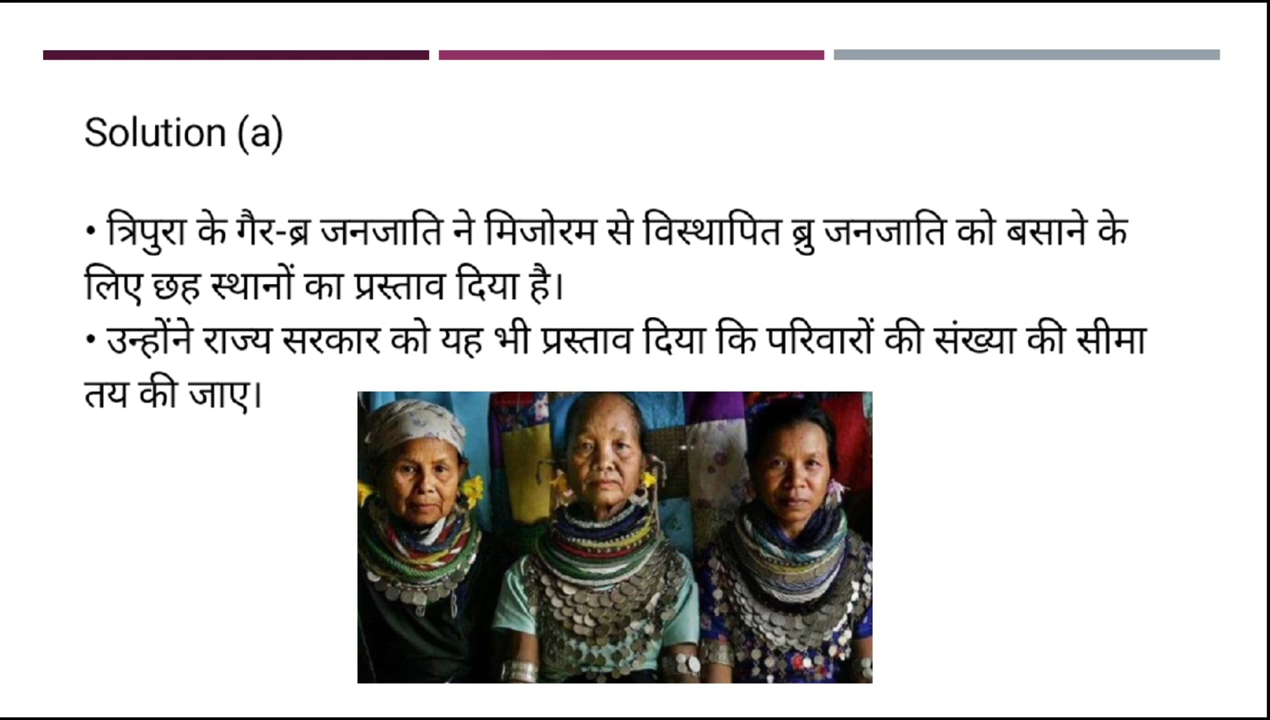 Solution (a)
• त्रिपुरा के गैर-ब्र जनजाति ने मिजोरम से विस्थापित ब्रु जनजाति को बसाने के
लिए छह स्थानों का प्रस्ताव दिया है।
• उन्होंने राज्य सरकार को यह भी प्रस्ताव दिया कि परिवारों की संख्या की सीमा
तय की जाए।